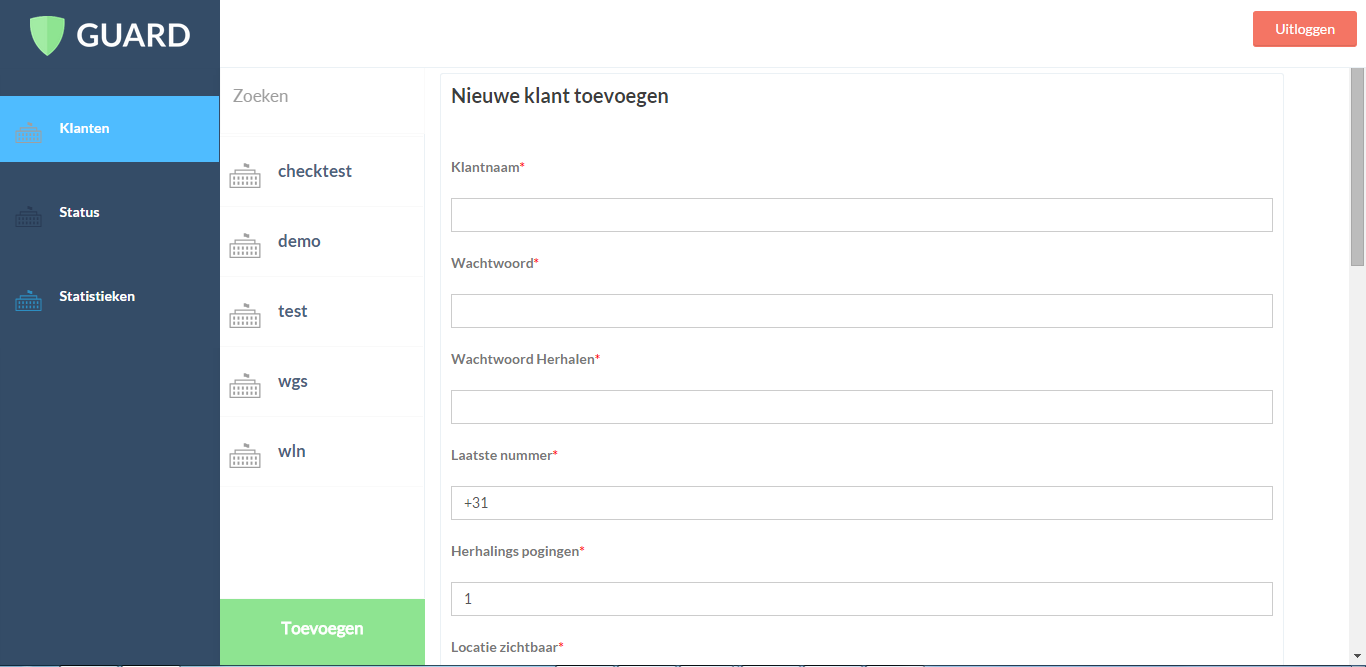 GUARD
Uitloggen
Klanten
Status
Statistieken
Zoeken
checktest
demo
test
wgs
wln
Toevoegen
Nieuwe klant toevoegen
Klantnaam*
Wachtwoord*
Wachtwoord Herhalen*
Laatste nummer*
+31
Herhalings pogingen*
1
Locatie zichtbaar*